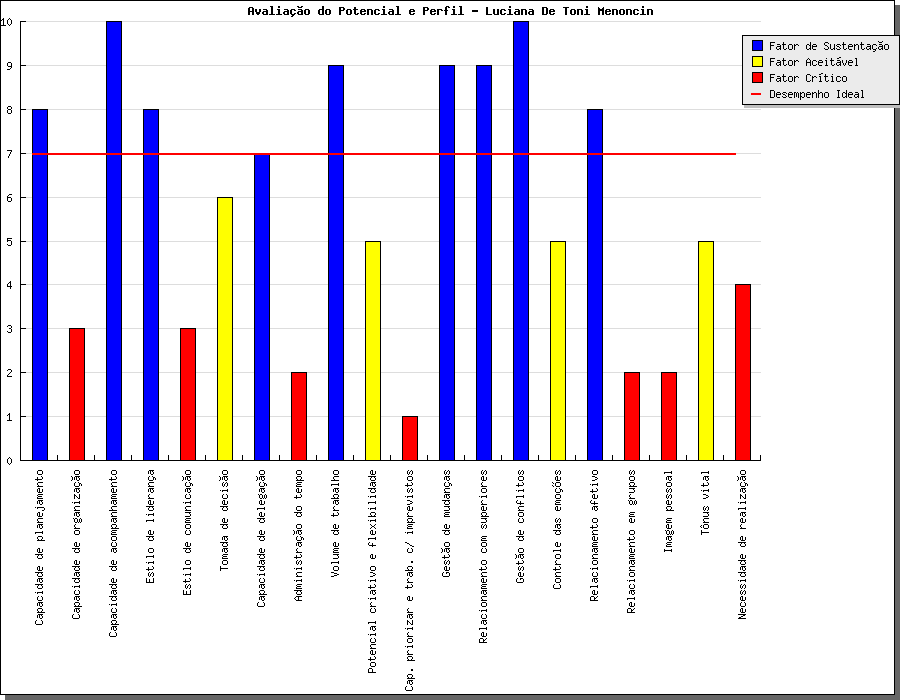 Avaliação do Potencial e Perfil - Luciana De Toni Menoncin
Fator de Sustentação
Fator Aceitável
Fator Crítico
Desempenho Ideal
10
9
8
7
6
5
4
3
2
1
0
Capacidade de planejamento
Capacidade de organização
Capacidade de acompanhamento
Estilo de liderança
Estilo de comunicação
Tomada de decisão
Capacidade de delegação
Administração do tempo
Volume de trabalho
Potencial criativo e flexibilidade
Cap. priorizar e trab. c/ imprevistos
Gestão de mudanças
Relacionamento com superiores
Gestão de conflitos
Controle das emoções
Relacionamento afetivo
Relacionamento em grupos
Imagem pessoal
Tônus vital
Necessidade de realização